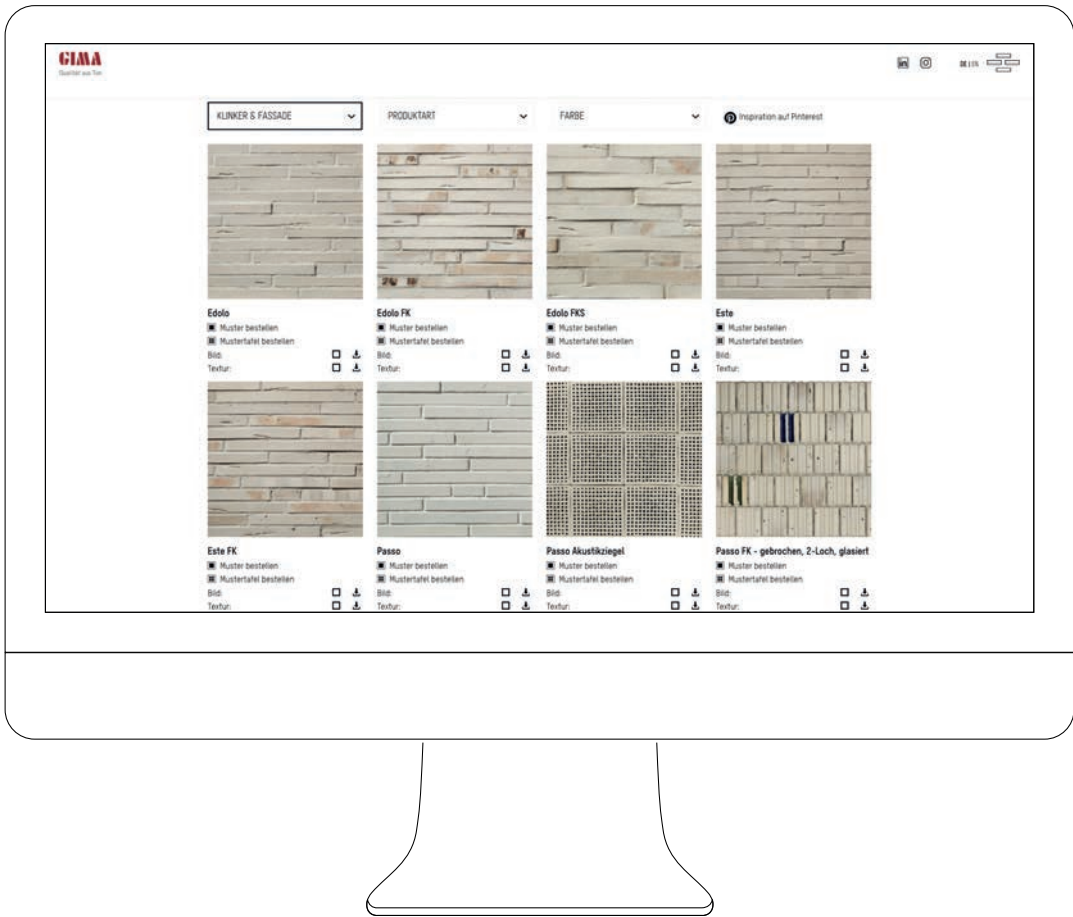 GIMA
Qualität aus Ton
in
DE | EN
KLINKER & FASSADE
PRODUKTART
FARBE
Inspiration auf Pinterest
Edolo
Muster bestellen
Mustertafel bestellen
Bild:
Textur:
Edolo FK
Muster bestellen
Mustertafel bestellen
Bild:
Textur:
Edolo FKS
Muster bestellen
Mustertafel bestellen
Bild:
Textur:
Este
Muster bestellen
Mustertafel bestellen
Bild:
Textur:
Este FK
Muster bestellen
Mustertafel bestellen
Bild:
Textur:
Passo
Muster bestellen
Mustertafel bestellen
Bild:
Textur:
Passo Akustikziegel
Muster bestellen
Mustertafel bestellen
Bild:
Textur:
Passo FK - gebrochen, 2-Loch, glasiert
Muster bestellen
Mustertafel bestellen
Bild:
Textur: